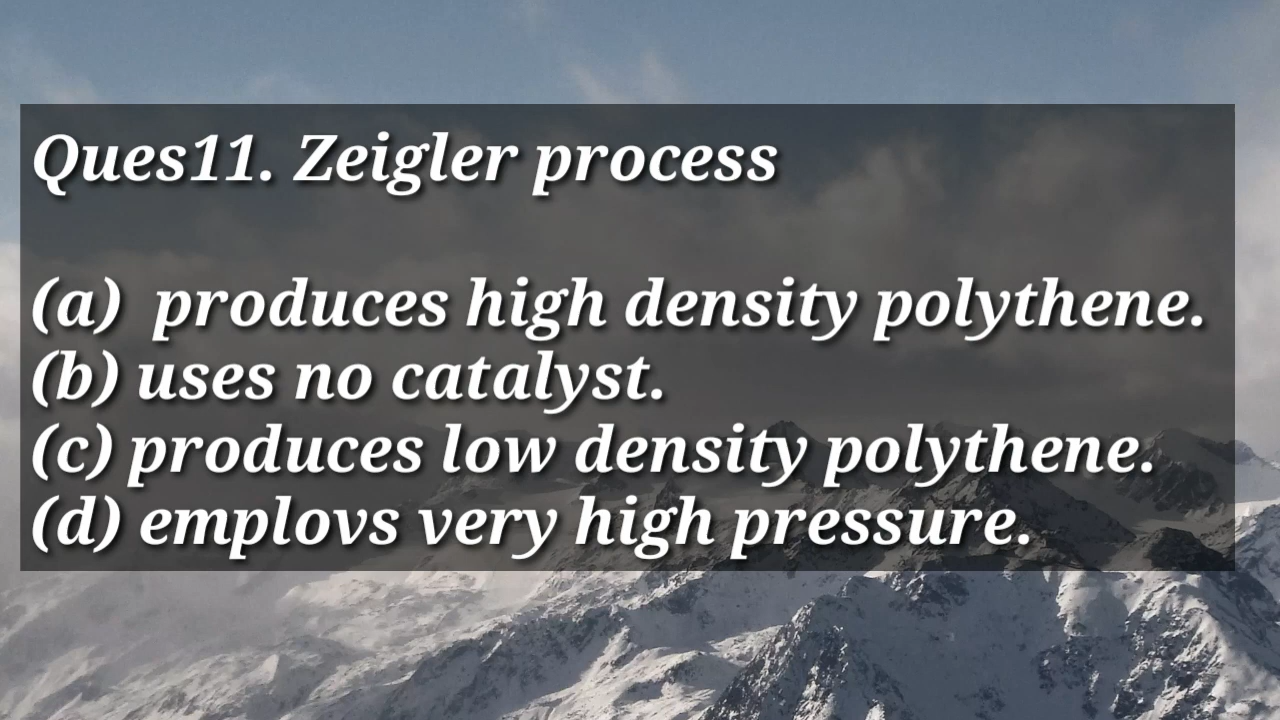 Ques11. Zeigler process
(a) produces high density polythene.
(b) uses no catalyst.
(c) produces low density polythene.
(d) emplovs very high pressure.